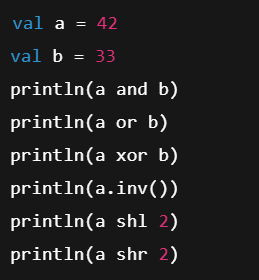 val a = 42
val b = 33
println(a and b)
println(a or b)
println(a xor b)
println(a.inv())
println(a shl 2)
println(a shr 2)